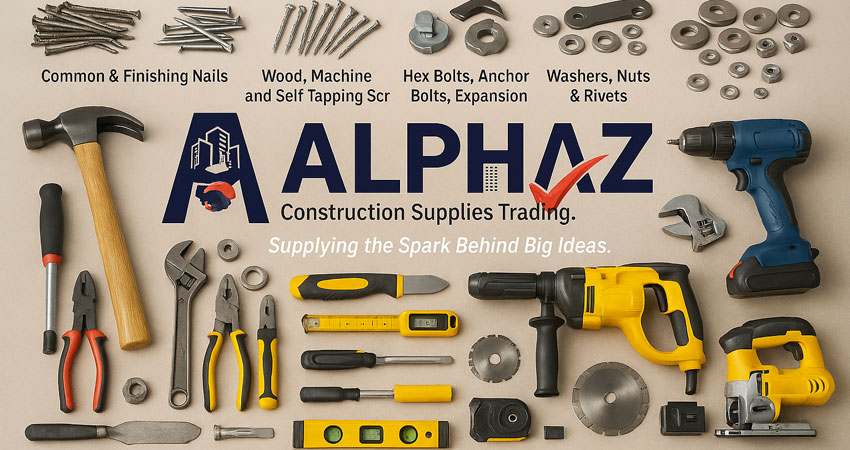 Common & Finishing Nails
Wood, Machine
and Self Tapping Scr
Hex Bolts, Anchor
Bolts, Expansion
Washers, Nuts
& Rivets
ALPHAZ
Construction Supplies Trading.
Supplying the Spark Behind Big Ideas.